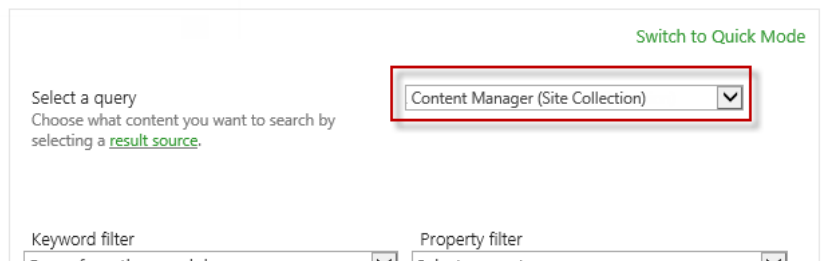 Switch to Quick Mode
Select a query
Content Manager (Site Collection)
Choose what content you want to search by
selecting a result source.
Keyword filter
Property filter